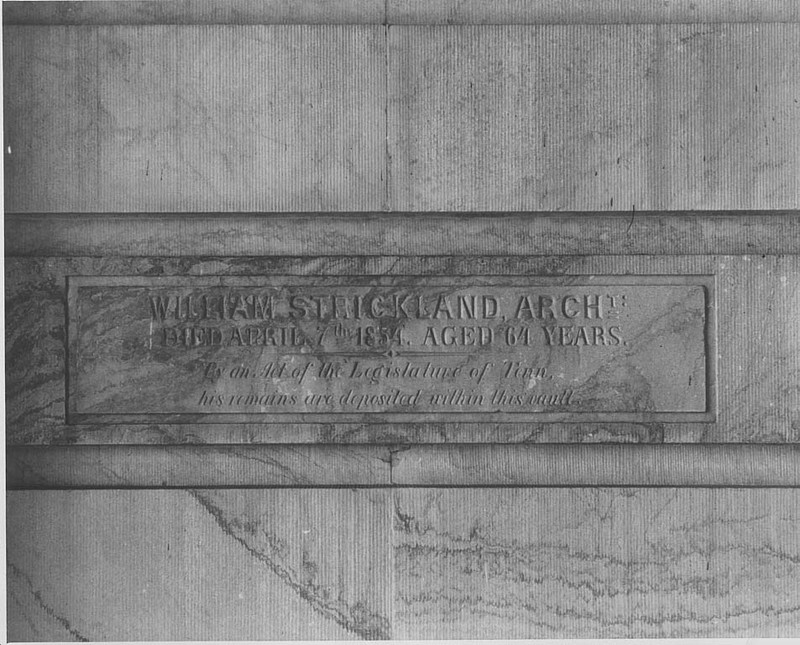 WILLIAM STRICKLAND, ARCHT:
DIED APRIL 7th 1854. AGED 64 YEARS.
By an Act of the Legislature of Tenn.
his remains are deposited within this vault.